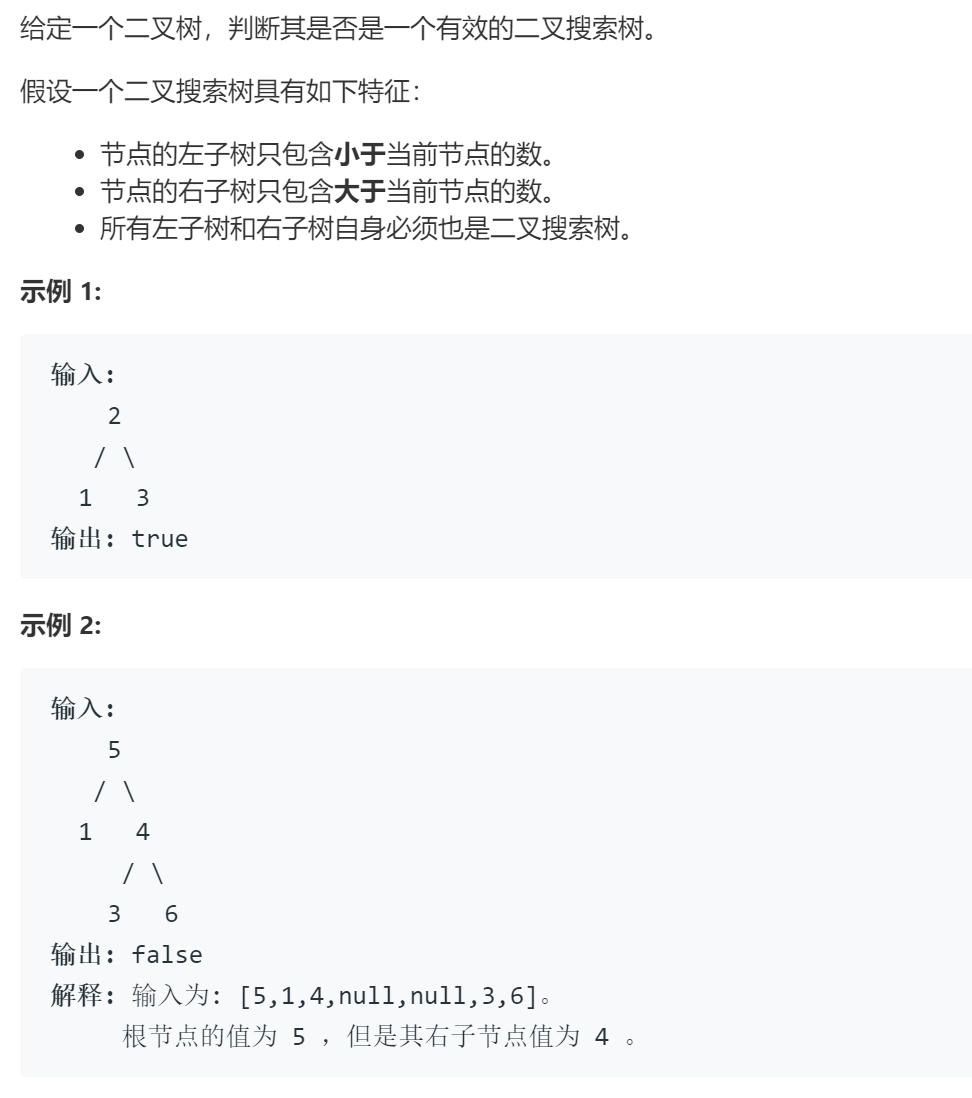 给定一个二叉树，判断其是否是一个有效的二叉搜索树。
假设一个二叉搜索树具有如下特征：
• 节点的左子树只包含小于当前节点的数。
• 节点的右子树只包含大于当前节点的数。
• 所有左子树和右子树自身必须也是二叉搜索树。
示例 1:
输入:
    2
   / \
  1   3
输出: true
示例 2:
输入:
    5
   / \
  1   4
     / \
    3   6
输出: false
解释: 输入为: [5,1,4,null,null,3,6]。
     根节点的值为 5 ，但是其右子节点值为 4 。